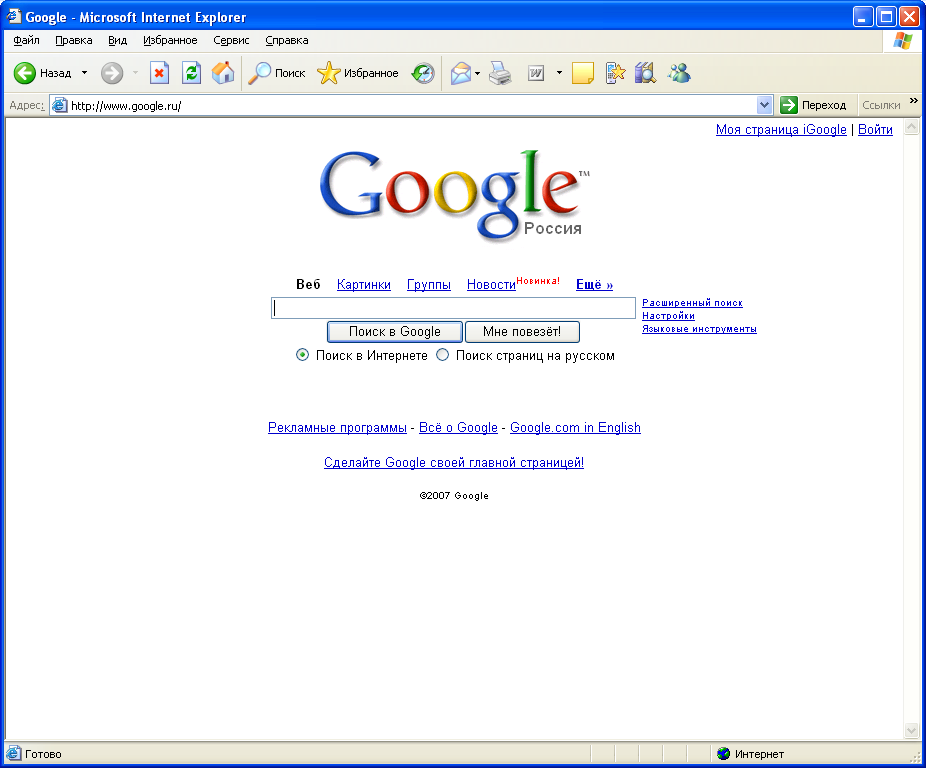 Google - Microsoft Internet Explorer
Файл Правка Вид Избранное Сервис Справка
Назад Поиск Избранное W
Адрес: http://www.google.ru/ Переход Ссылки »
Моя страница iGoogle | Войти
Google™
Россия
Веб Картинки Группы Новости Новинка! Ещё »
Расширенный поиск
Настройки
Языковые инструменты
Поиск в Google Мне повезёт!
Поиск в Интернете Поиск страниц на русском
Рекламные программы - Всё о Google - Google.com in English
Сделайте Google своей главной страницей!
©2007 Google
Готово Интернет